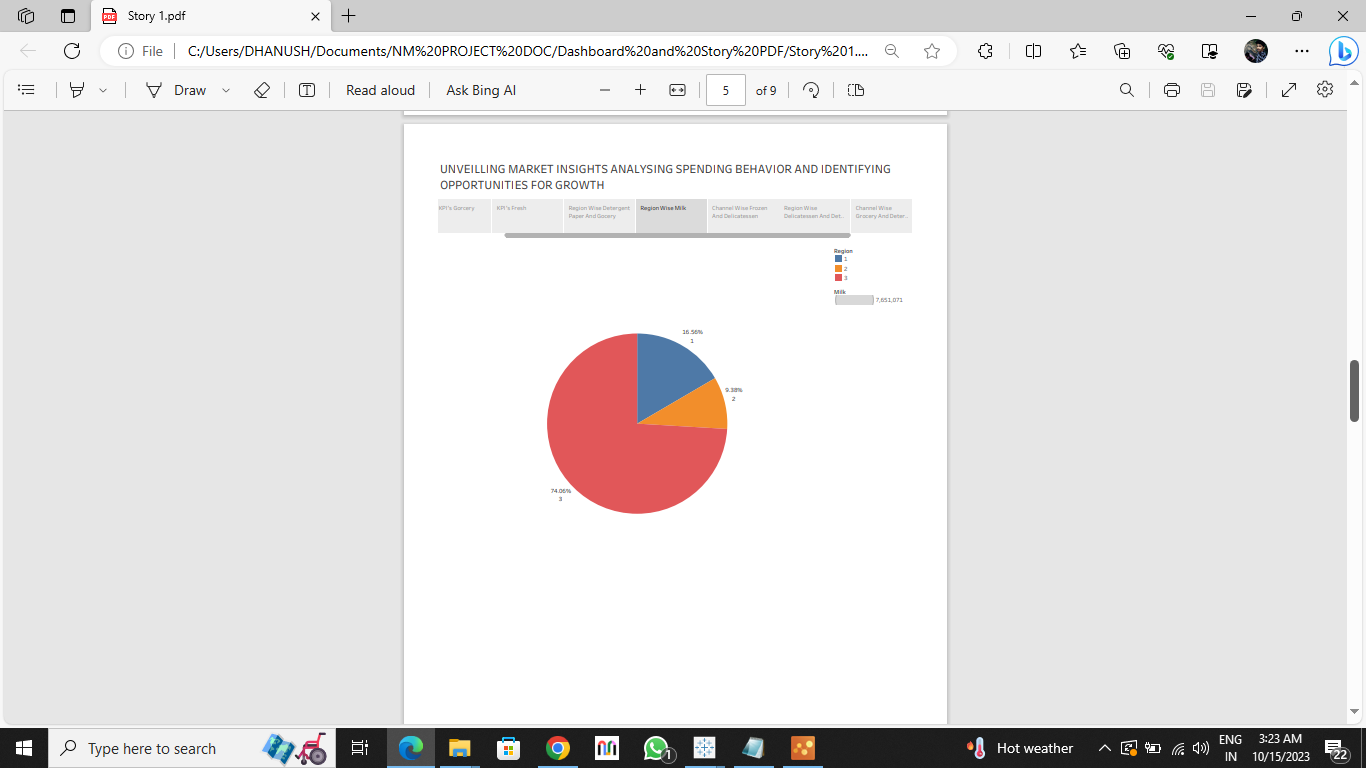 Story 1.pdf
File
C:/Users/DHANUSH/Documents/NM%20PROJECT%20DOC/Dashboard%20and%20Story%20PDF/Story%201....
Draw
Read aloud
Ask Bing AI
5
of 9
UNVEILLING MARKET INSIGHTS ANALYSING SPENDING BEHAVIOR AND IDENTIFYING
OPPORTUNITIES FOR GROWTH
KPI's Gorcery
KPI's Fresh
Region Wise Detergent
Paper And Gocery
Region Wise Milk
Channel Wise Frozen
And Delicatessen
Region Wise
Delicatessen And Det..
Channel Wise
Grocery And Deter..
Region
1
2
3
Milk
7,651,071
16.56%
1
9.38%
2
74.06%
3
Type here to search
1
Hot weather
ENG
IN
3:23 AM
10/15/2023
22